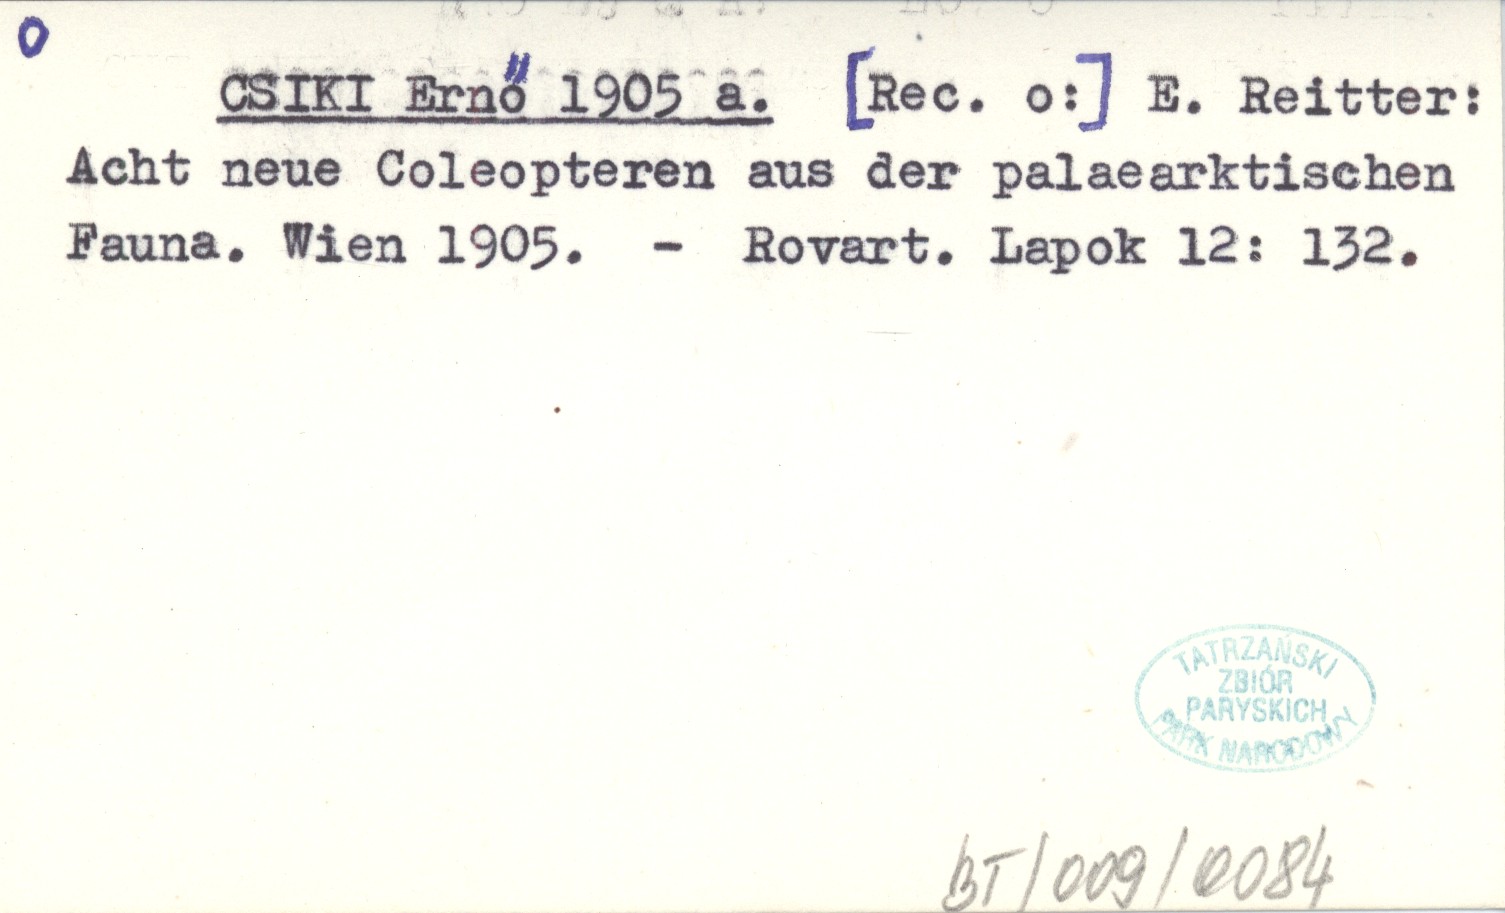 0
CSIKI Ernő 1905 a. [Rec. o:] E. Reitter:
Acht neue Coleopteren aus der palaearktischen
Fauna. Wien 1905. - Rovart. Lapok 12: 132.
TATRZAŃSKI
ZBIÓR
PARYSKICH
PARK NARODOWY
BT/009/0084